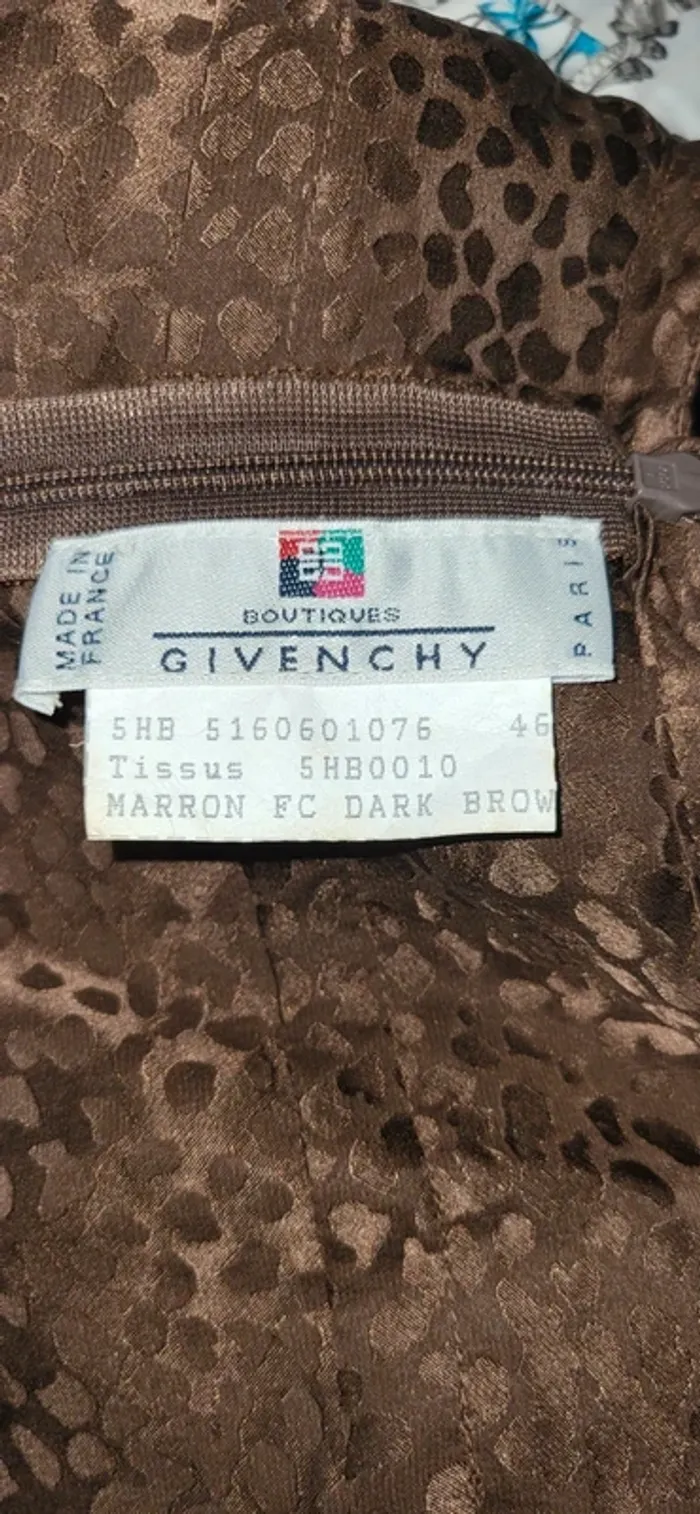 MADE IN
FRANCE
BOUTIQUES
GIVENCHY
PARIS
5HB 5160601076 46
Tissus 5HB0010
MARRON FC DARK BROW